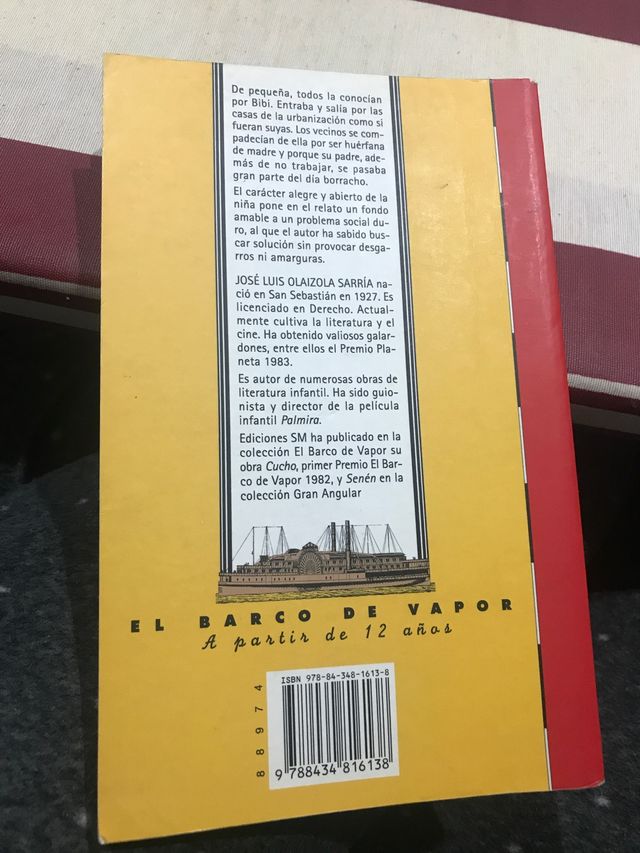 De pequeña, todos la conocían
por Bibi. Entraba y salía por las
casas de la urbanización como si
fueran suyas. Los vecinos se com-
padecían de ella por ser huérfana
de madre y porque su padre, ade-
más de no trabajar, se pasaba
gran parte del día borracho.
El carácter alegre y abierto de la
niña pone en el relato un fondo
amable a un problema social du-
ro, al que el autor ha sabido bus-
car solución sin provocar desga-
rros ni amarguras.
JOSÉ LUIS OLAIZOLA SARRÍA na-
ció en San Sebastián en 1927. Es
licenciado en Derecho. Actual-
mente cultiva la literatura y el
cine. Ha obtenido valiosos galar-
dones, entre ellos el Premio Pla-
neta 1983.
Es autor de numerosas obras de
literatura infantil. Ha sido guio-
nista y director de la película
infantil Palmira.
Ediciones SM ha publicado en la
colección El Barco de Vapor su
obra Cucho, primer Premio El Bar-
co de Vapor 1982, y Senén en la
colección Gran Angular
EL BARCO DE VAPOR
A partir de 12 años
ISBN 978-84-348-1613-8
88974
9 788434 816138